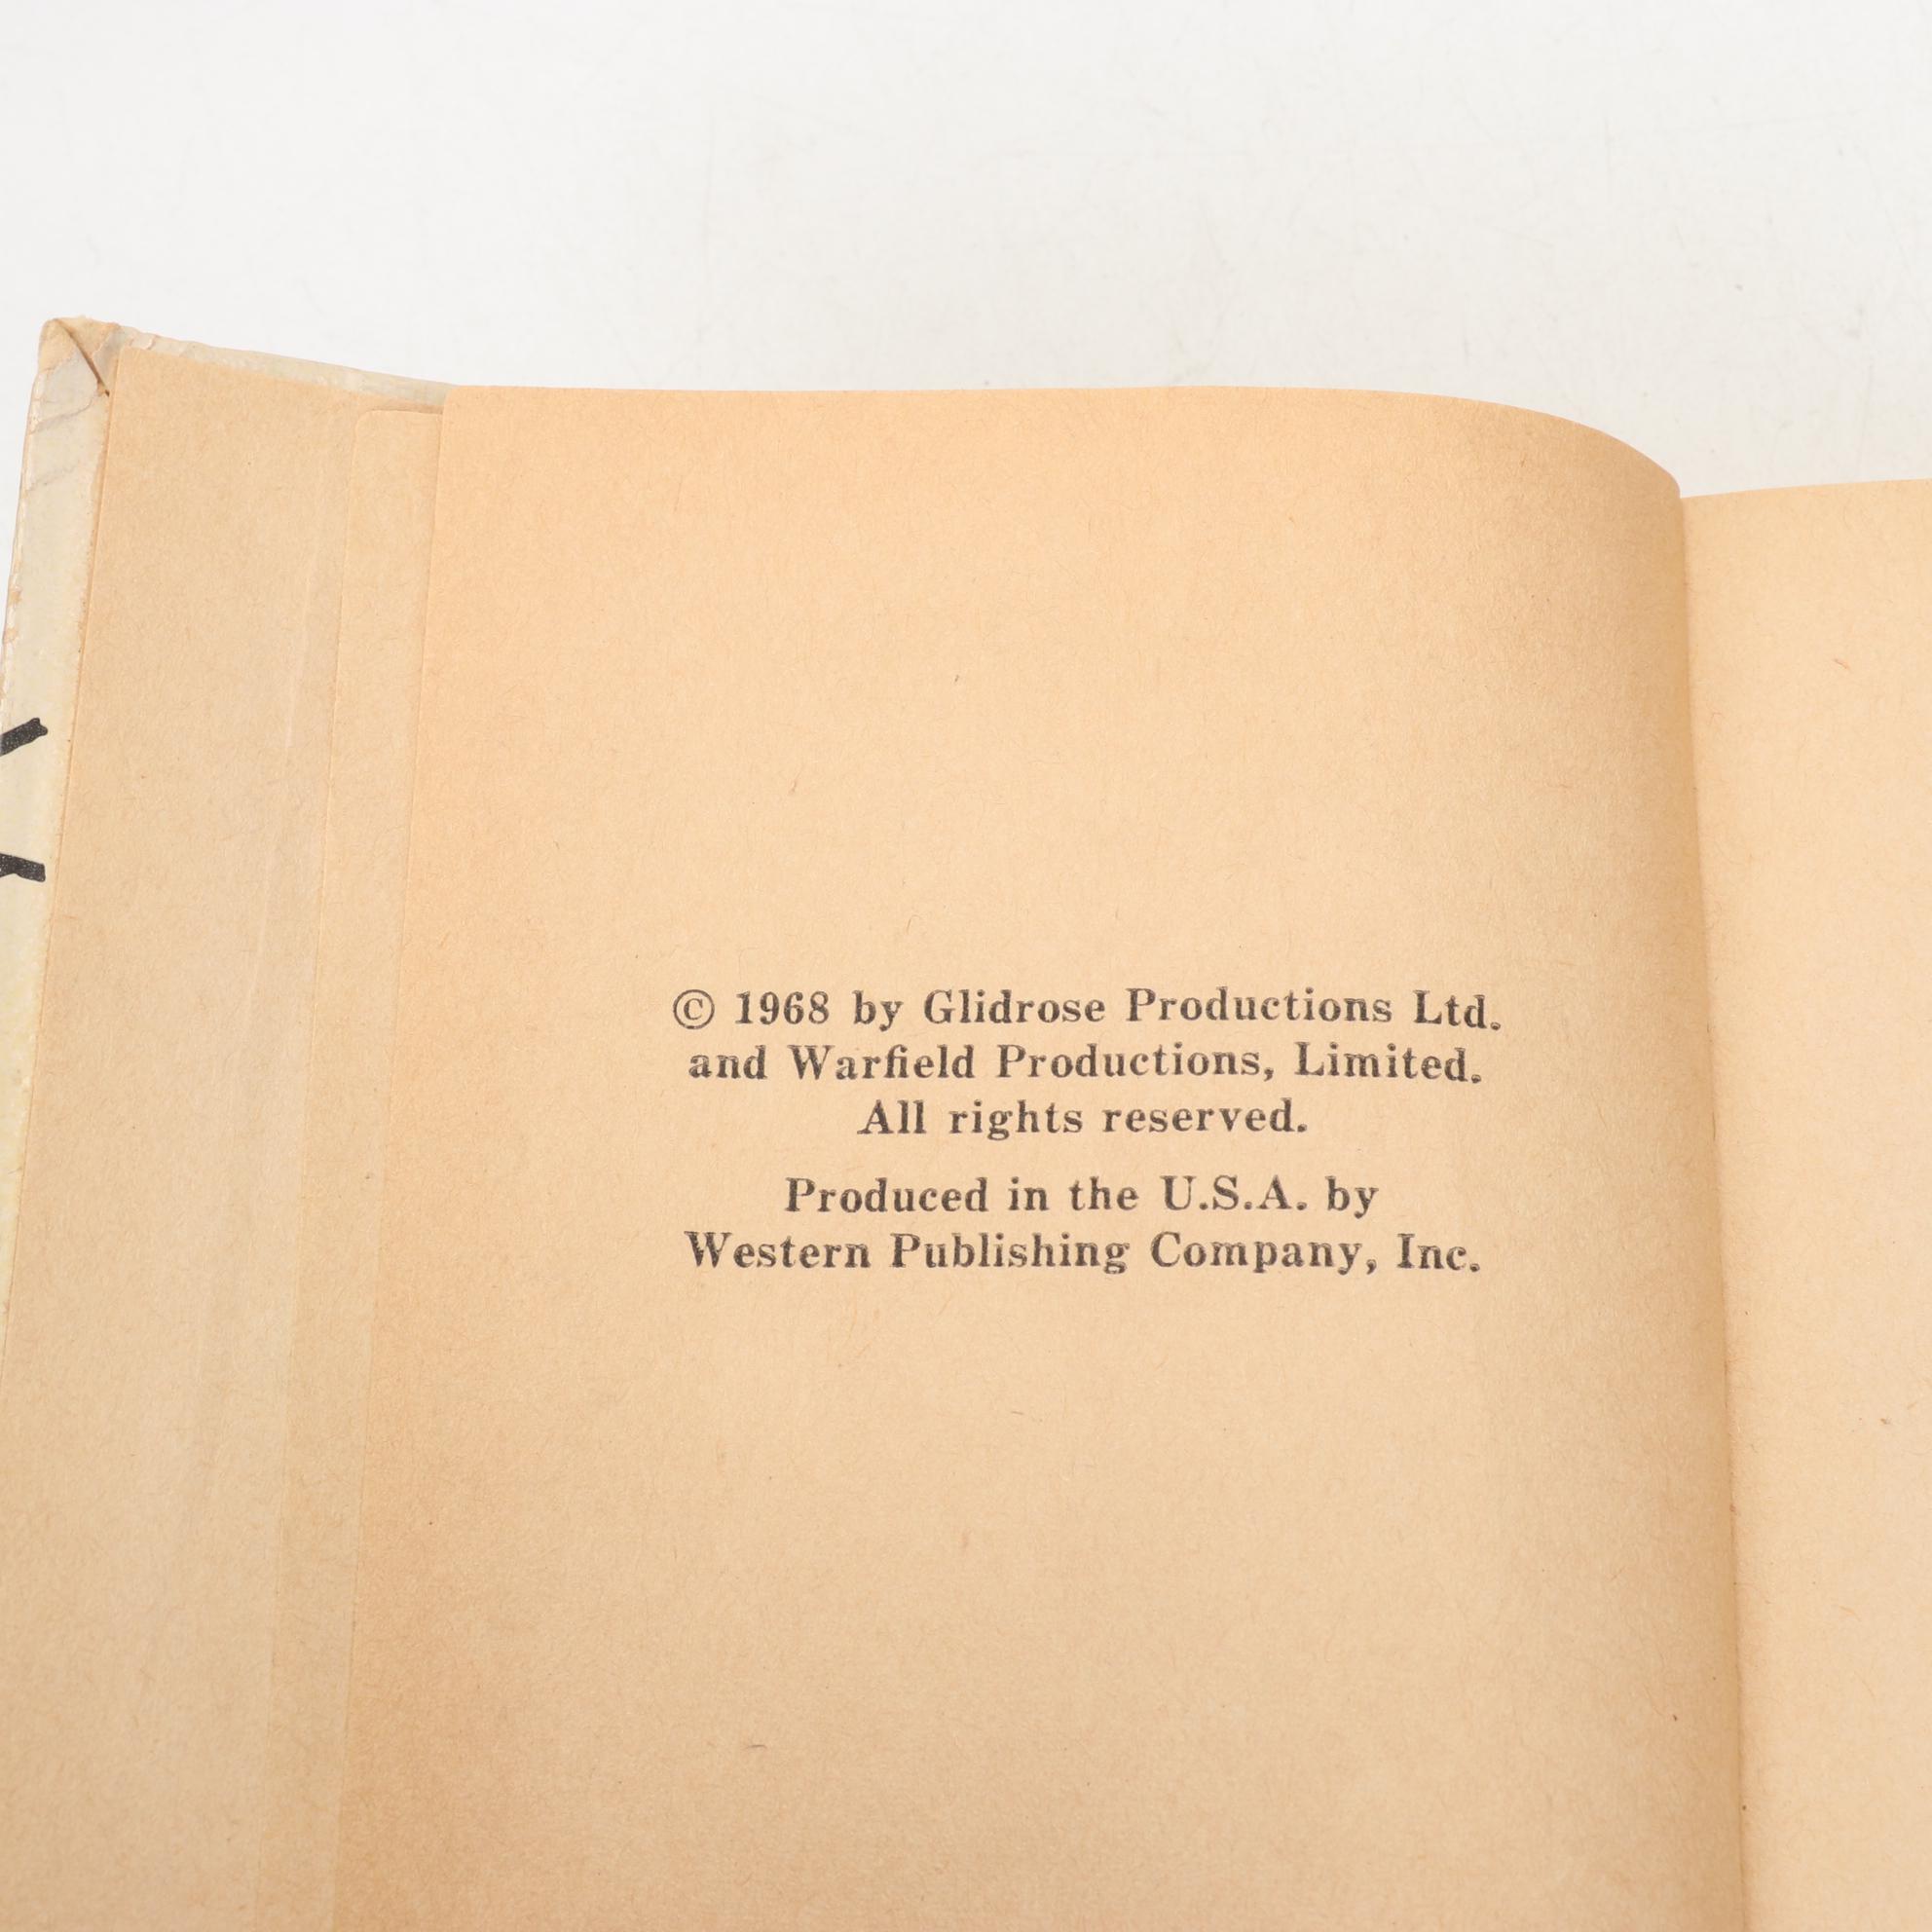 © 1968 by Glidrose Productions Ltd.
and Warfield Productions, Limited.
All rights reserved.
Produced in the U.S.A. by
Western Publishing Company, Inc.